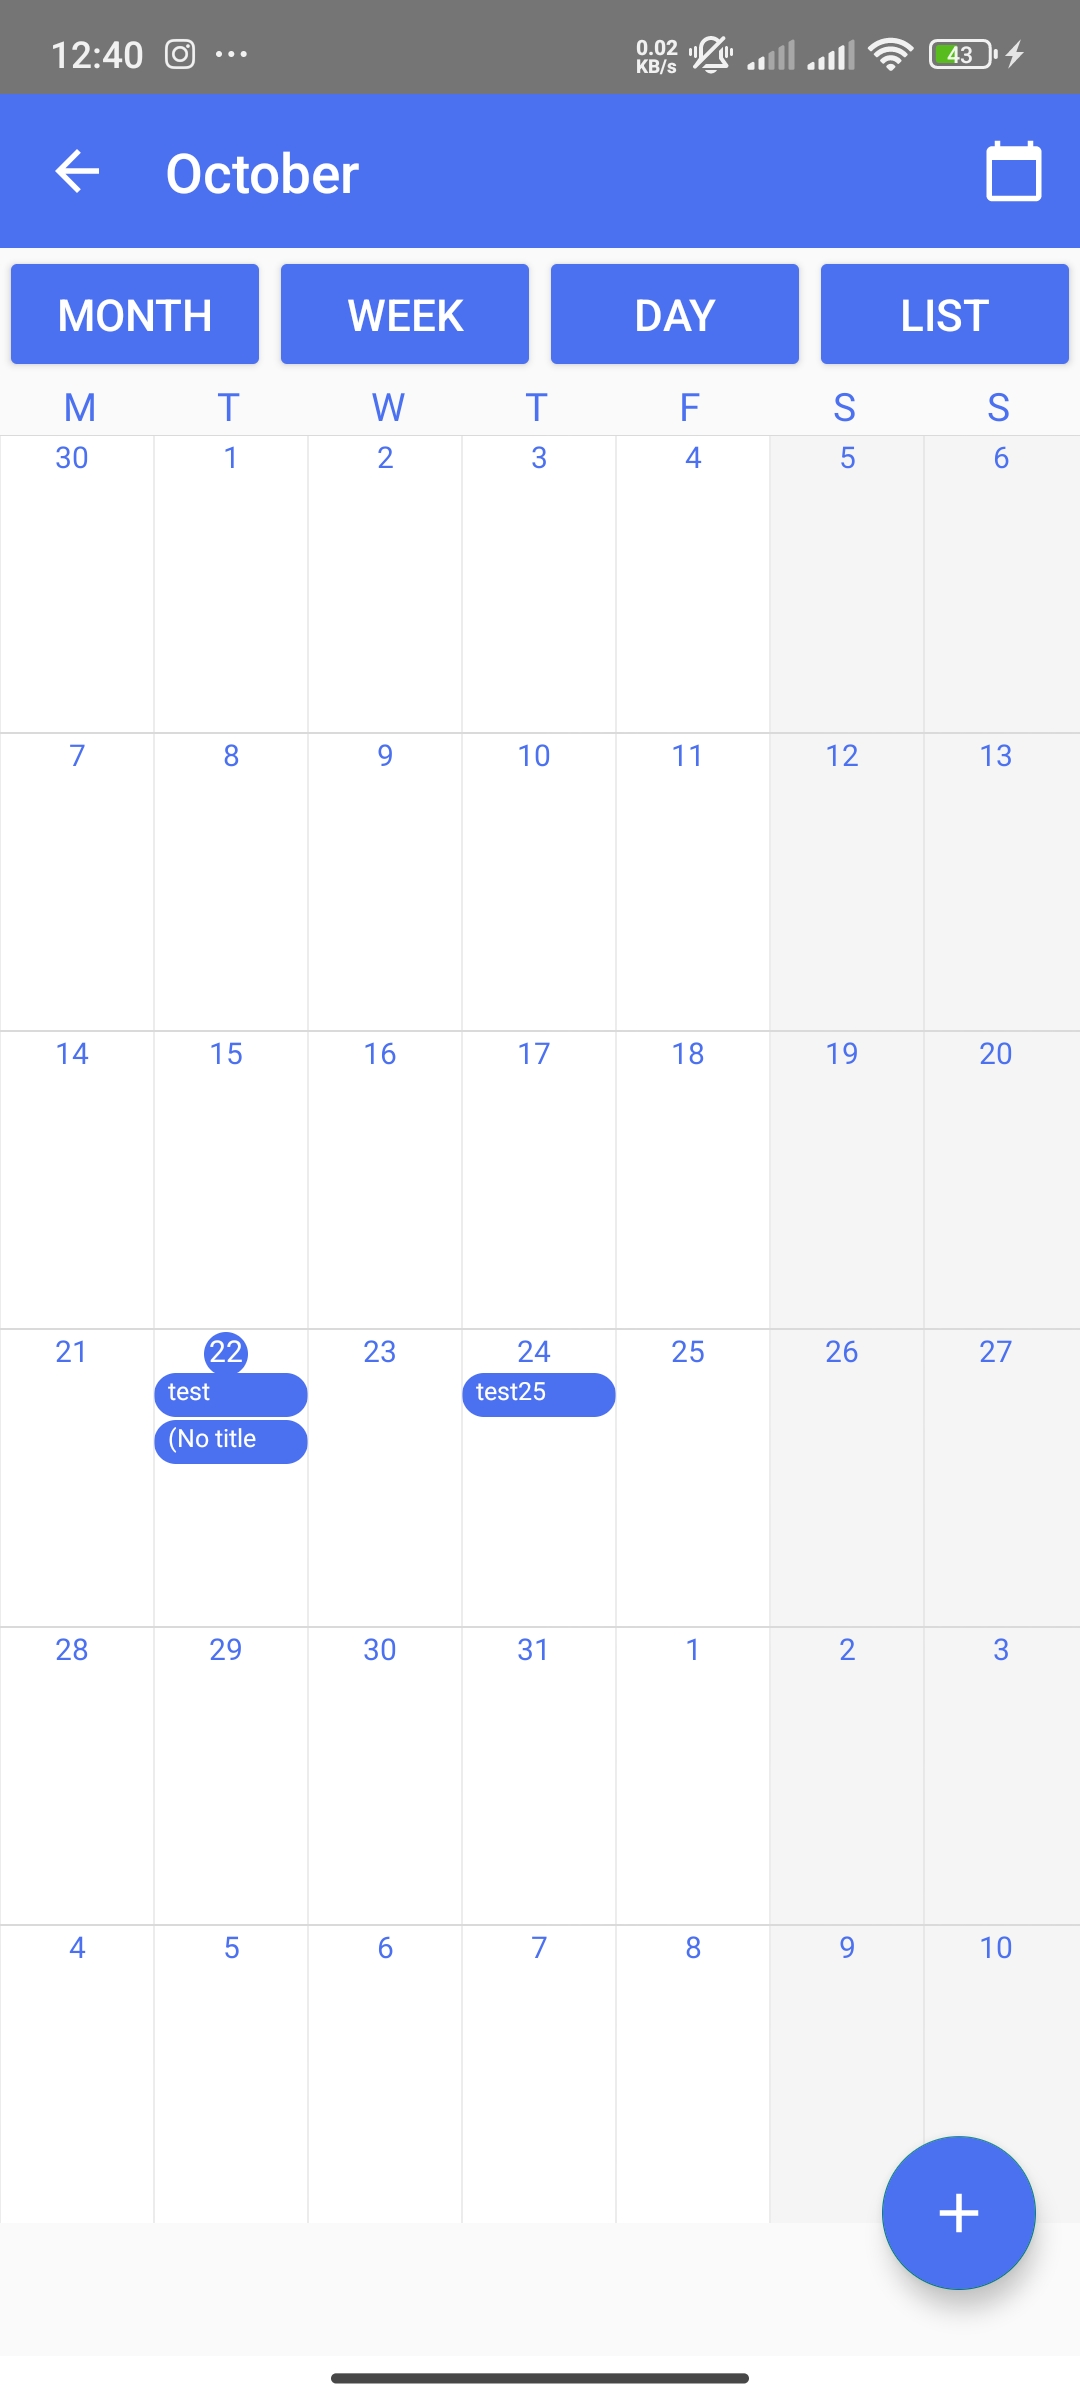 12:40 ... 0.02 KB/s 43
October
MONTH WEEK DAY LIST
M T W T F S S
30 1 2 3 4 5 6
7 8 9 10 11 12 13
14 15 16 17 18 19 20
21 22 23 24 25 26 27
test test25
(No title
28 29 30 31 1 2 3
4 5 6 7 8 9 10
+